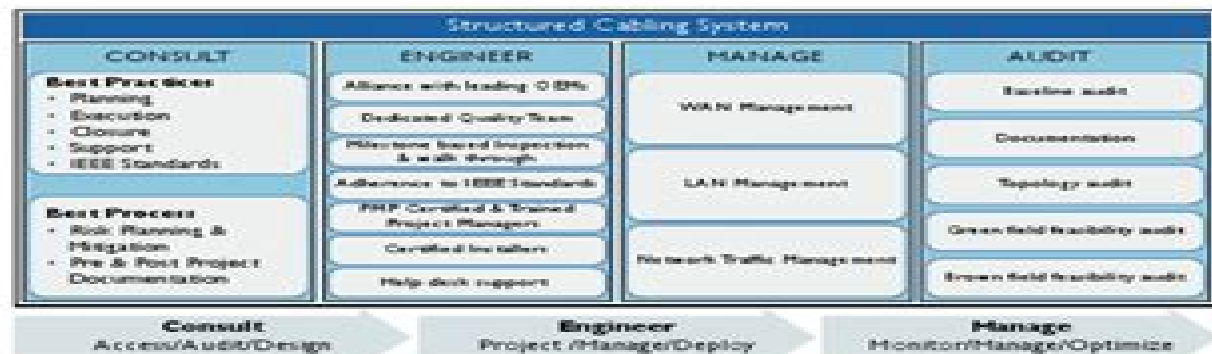 Structured Cabling System
CONSULT
Best Practices
• Planning
• Execution
• Closure
• Support
• IEEE Standards
Best Process
• Risk Planning &
Mitigation
• Pre & Post Project
Documentation
ENGINEER
Alliance with leading OEMs
Dedicated Quality Team
Milestone based Inspection
& walk through
Adherence to IEEE Standards
PMP Certified & Trained
Project Managers
Certified Installers
Help desk support
MANAGE
WAN Management
LAN Management
Network Traffic Management
AUDIT
Baseline audit
Documentation
Topology audit
Green field feasibility audit
Brown field feasibility audit
Consult
Access/Audit/Design
Engineer
Project /Manage/Deploy
Manage
Monitor/Manage/Optimize